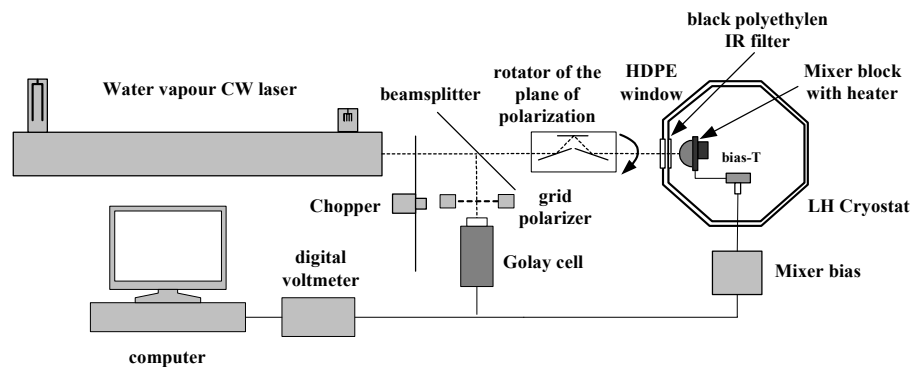 black polyethylen
IR filter
rotator of the
plane of
polarization
HDPE
window
Mixer block
with heater
Water vapour CW laser
beamsplitter
bias-T
Chopper
grid
polarizer
LH Cryostat
Golay cell
Mixer bias
digital
voltmeter
computer